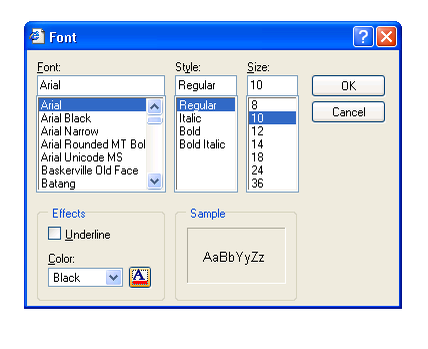 Font
Font:
Style:
Size:
Arial
Regular
10
OK
Arial
Arial Black
Arial Narrow
Arial Rounded MT Bol
Arial Unicode MS
Baskerville Old Face
Batang
Regular
Italic
Bold
Bold Italic
8
10
12
14
18
24
36
Cancel
Effects
Underline
Color:
Black
A
Sample
AaBbYyZz